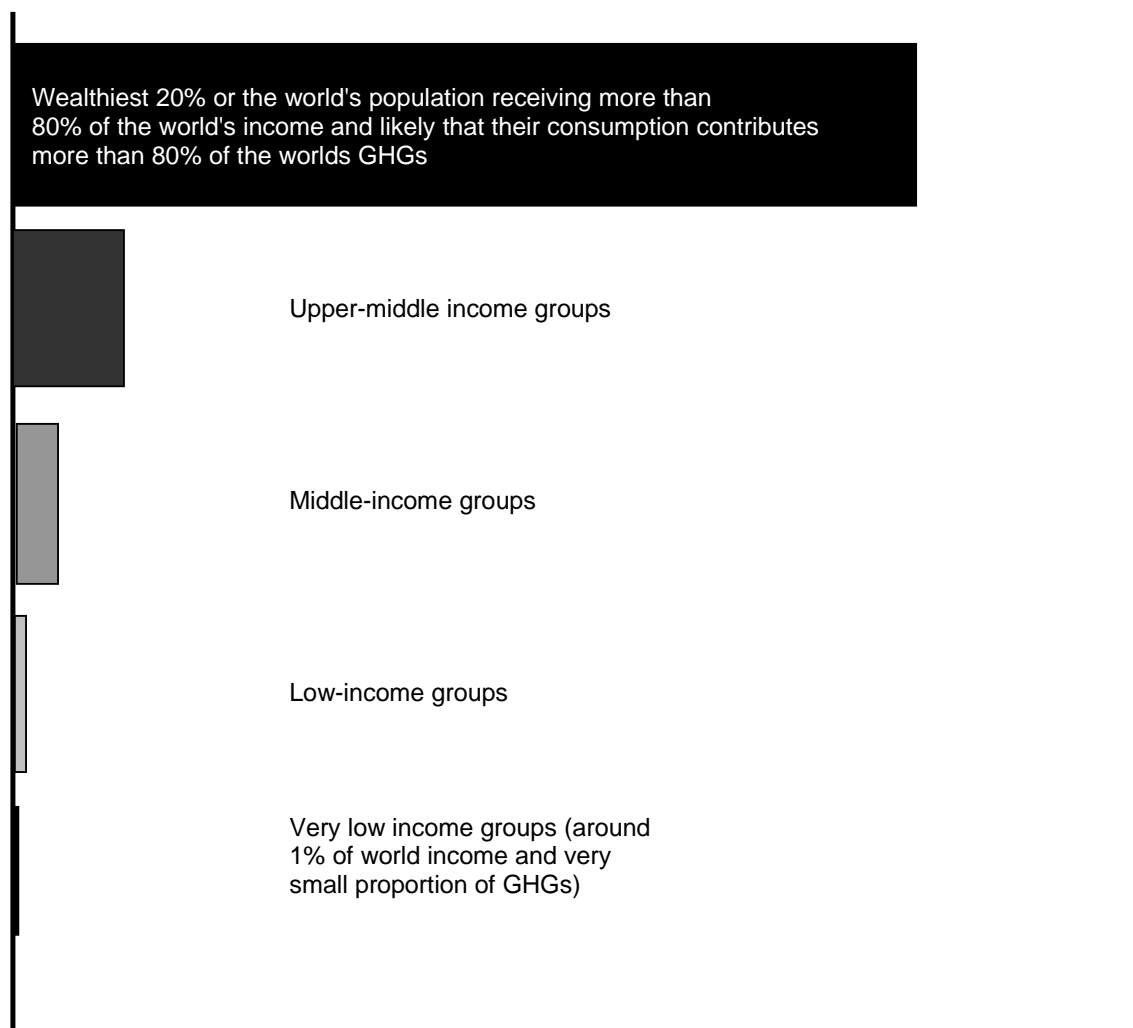 Wealthiest 20% or the world's population receiving more than
80% of the world's income and likely that their consumption contributes
more than 80% of the worlds GHGs
Upper-middle income groups
Middle-income groups
Low-income groups
Very low income groups (around
1% of world income and very
small proportion of GHGs)